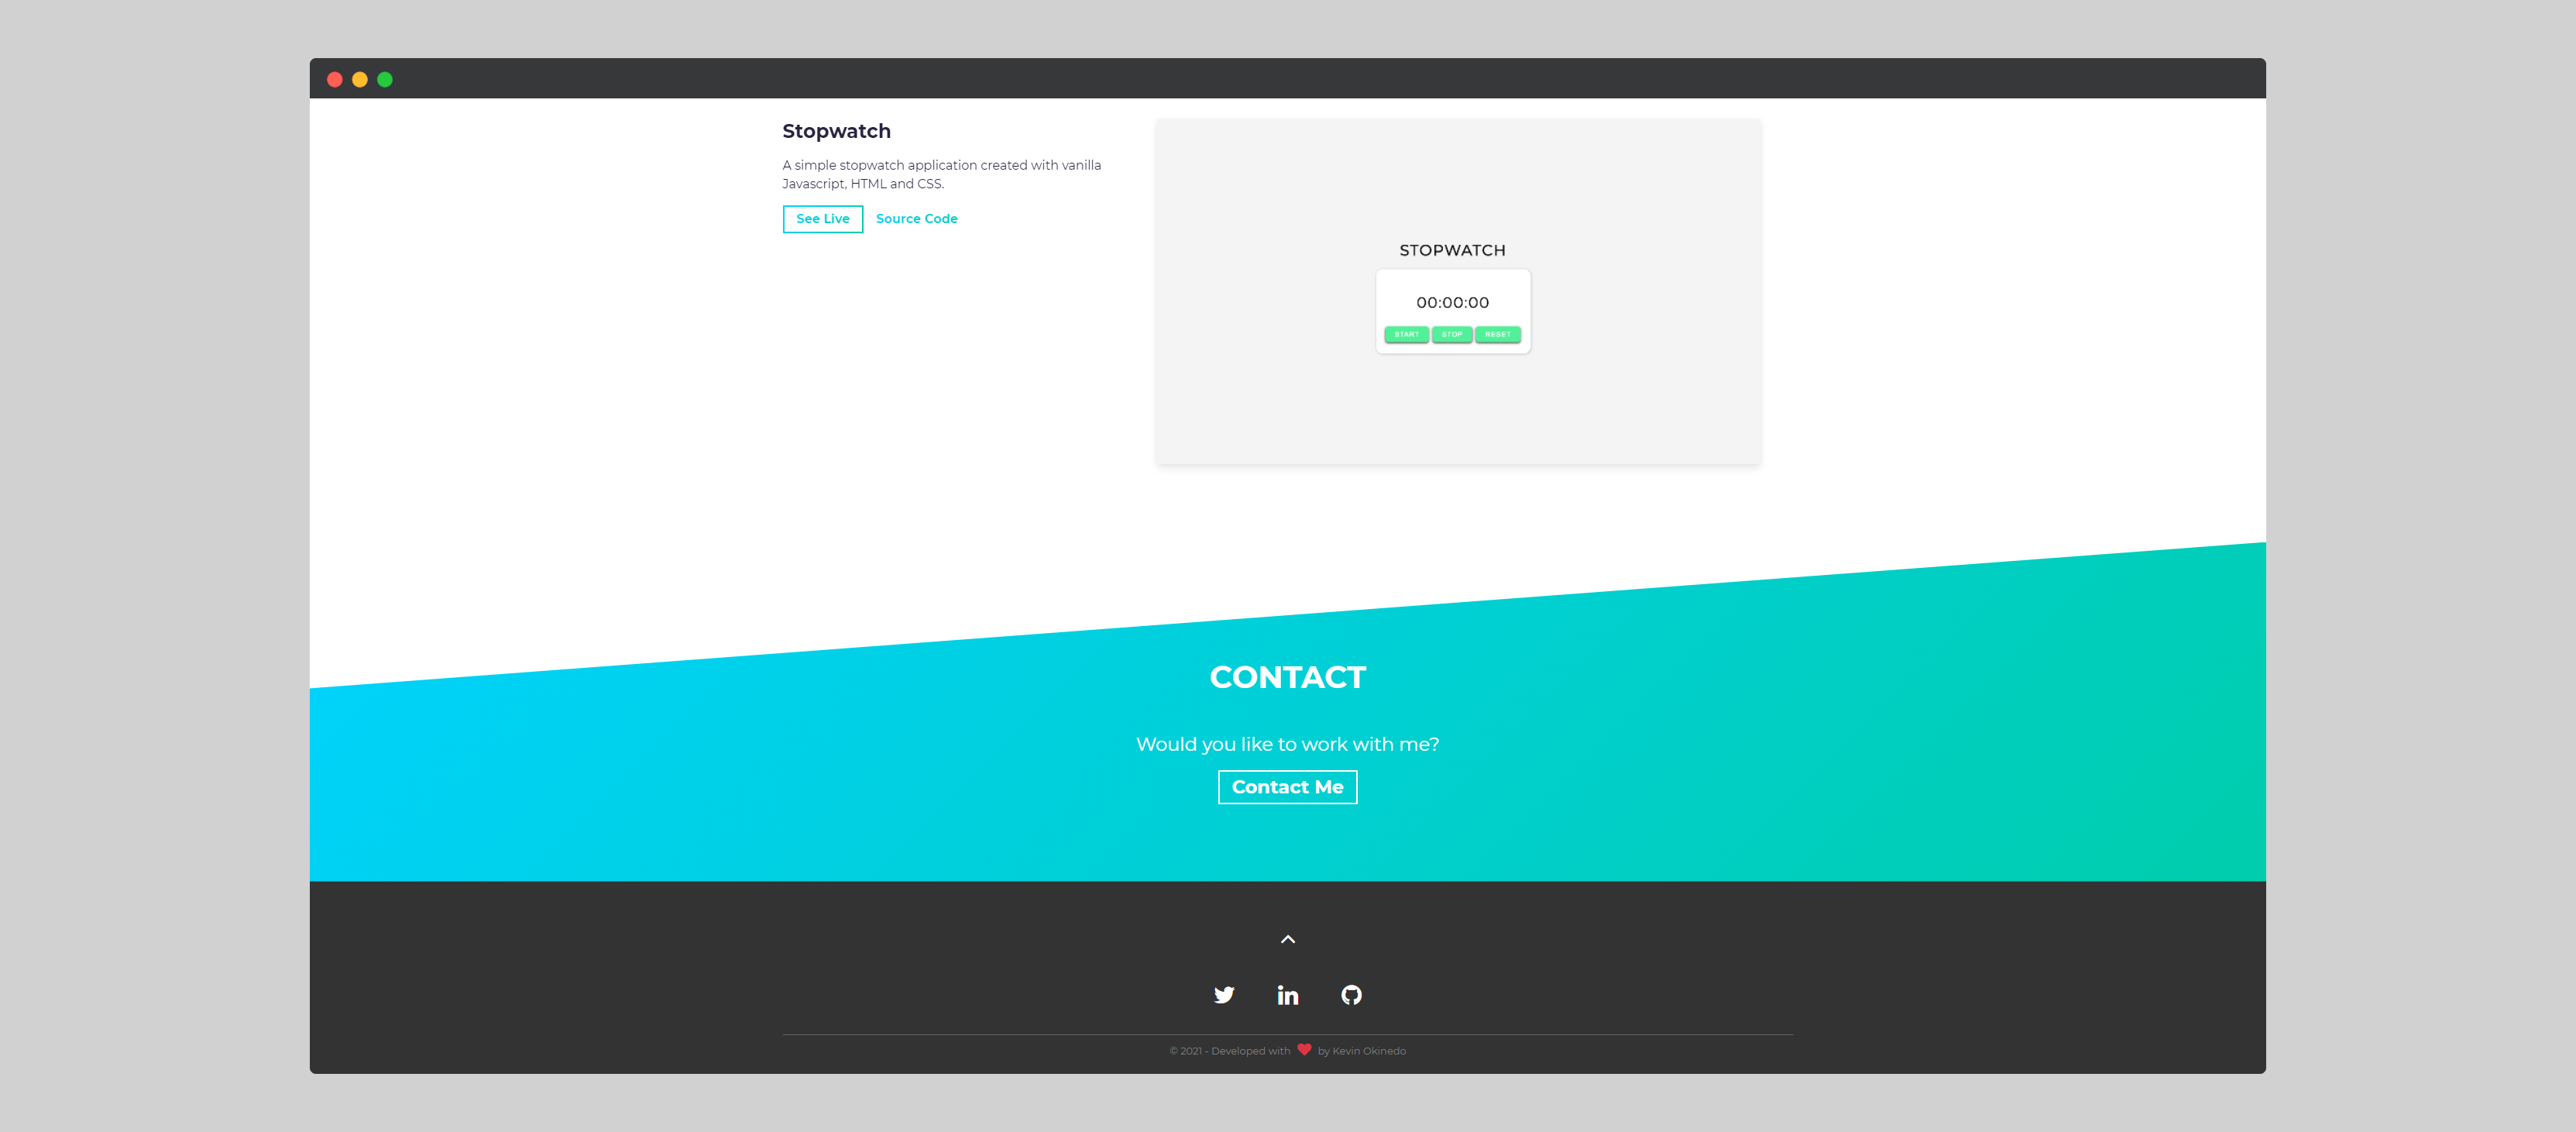 Stopwatch
A simple stopwatch application created with vanilla
Javascript, HTML and CSS.
See Live Source Code
STOPWATCH
00:00:00
START STOP RESET
CONTACT
Would you like to work with me?
Contact Me
© 2021 - Developed with by Kevin Okinedo